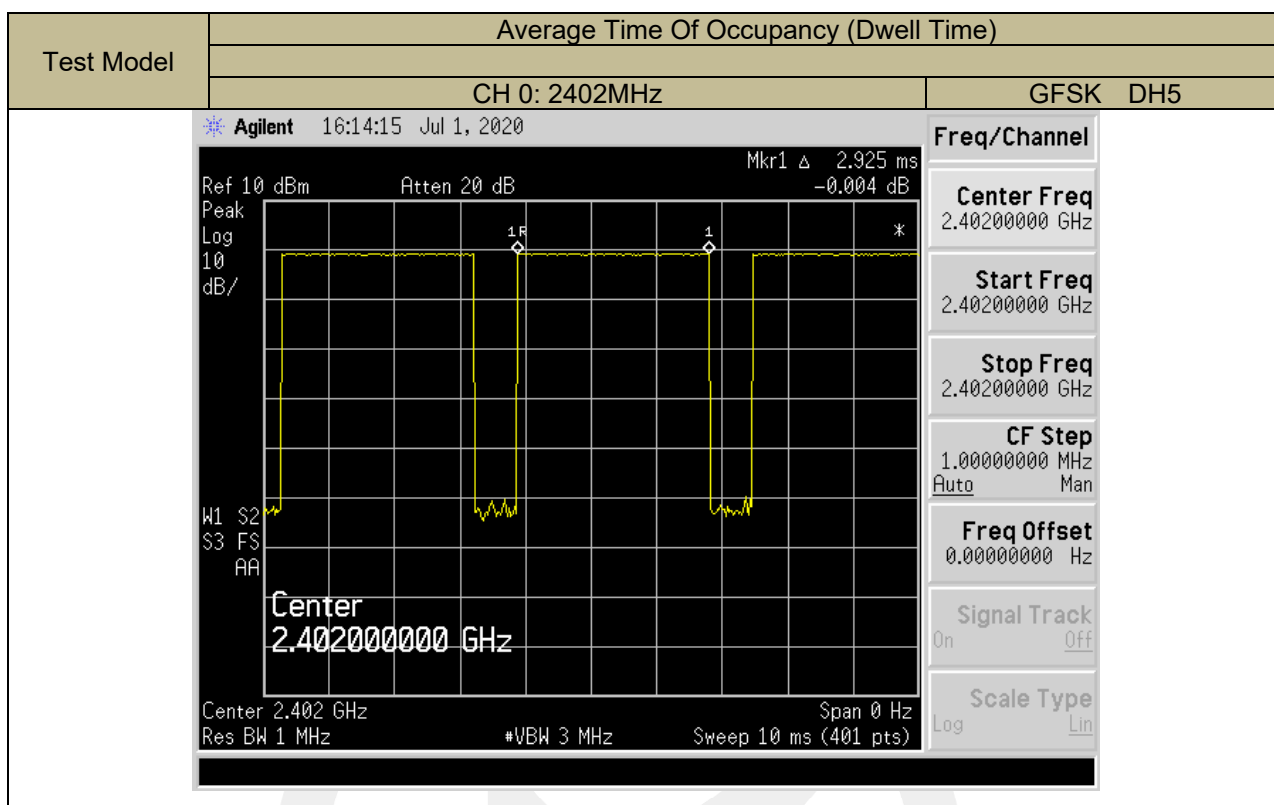 Test Model
Average Time Of Occupancy (Dwell Time)
CH 0: 2402MHz
GFSK DH5
Agilent 16:14:15 Jul 1, 2020
Mkr1 Δ 2.925 ms
Ref 10 dBm Atten 20 dB -0.004 dB
Peak
Log
10
dB/
1R
1
*
W1 S2
S3 FS
AA
Center
2.402000000 GHz
Center 2.402 GHz Span 0 Hz
Res BW 1 MHz #VBW 3 MHz Sweep 10 ms (401 pts)
Freq/Channel
Center Freq
2.40200000 GHz
Start Freq
2.40200000 GHz
Stop Freq
2.40200000 GHz
CF Step
1.00000000 MHz
Auto Man
Freq Offset
0.00000000 Hz
Signal Track
On Off
Scale Type
Log Lin